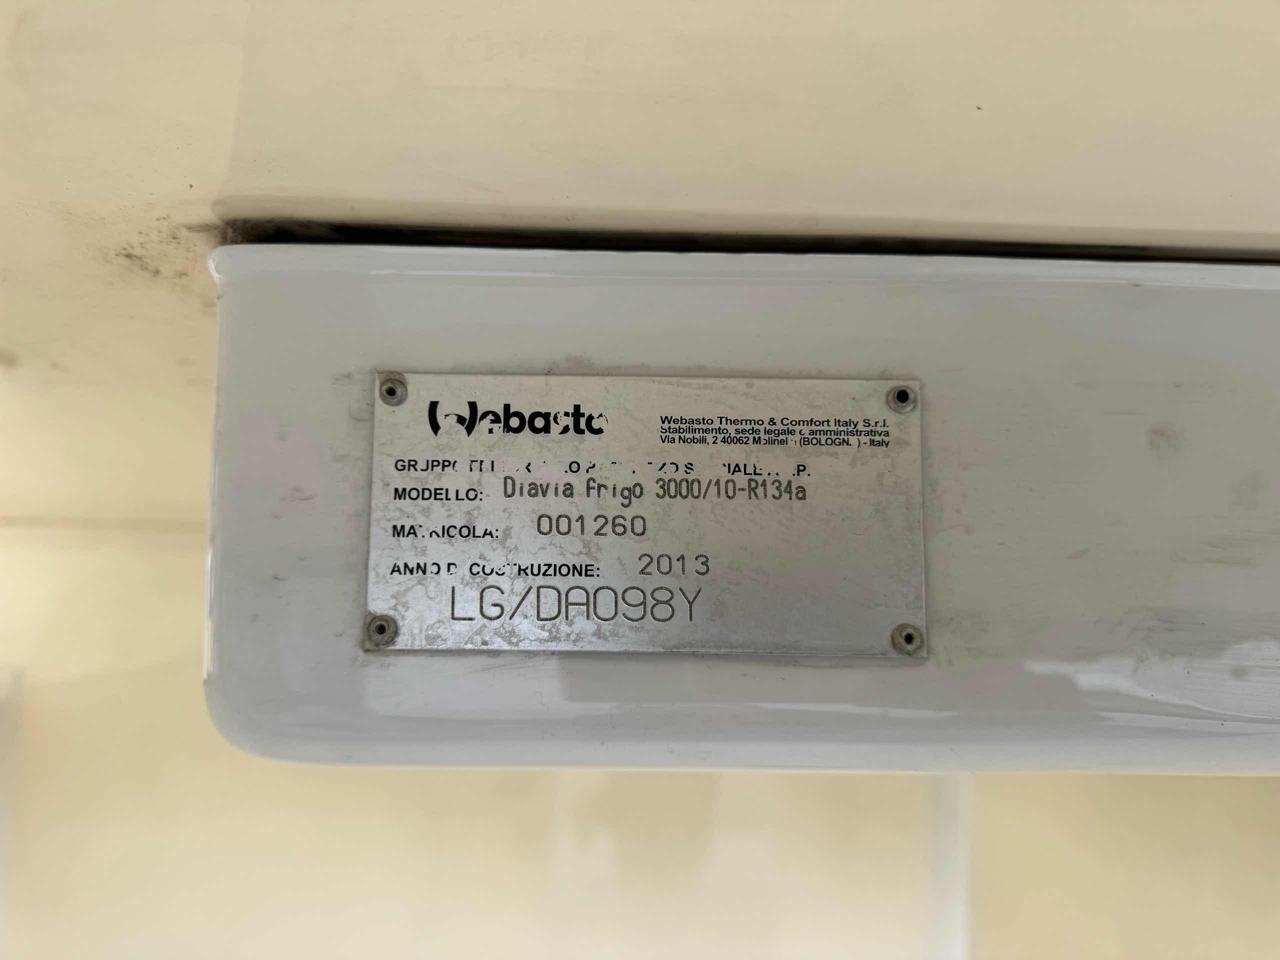 Webasto
Webasto Thermo & Comfort Italy S.r.l.
Stabilimento, sede legale e amministrativa
Via Nobili, 2 40062 Molinella (BOLOGNA) - Italy
GRUPPO
MODELLO: Diavia frigo 3000/10-R134a
MATRICOLA: 001260
ANNO DI COSTRUZIONE: 2013
LG/DA098Y